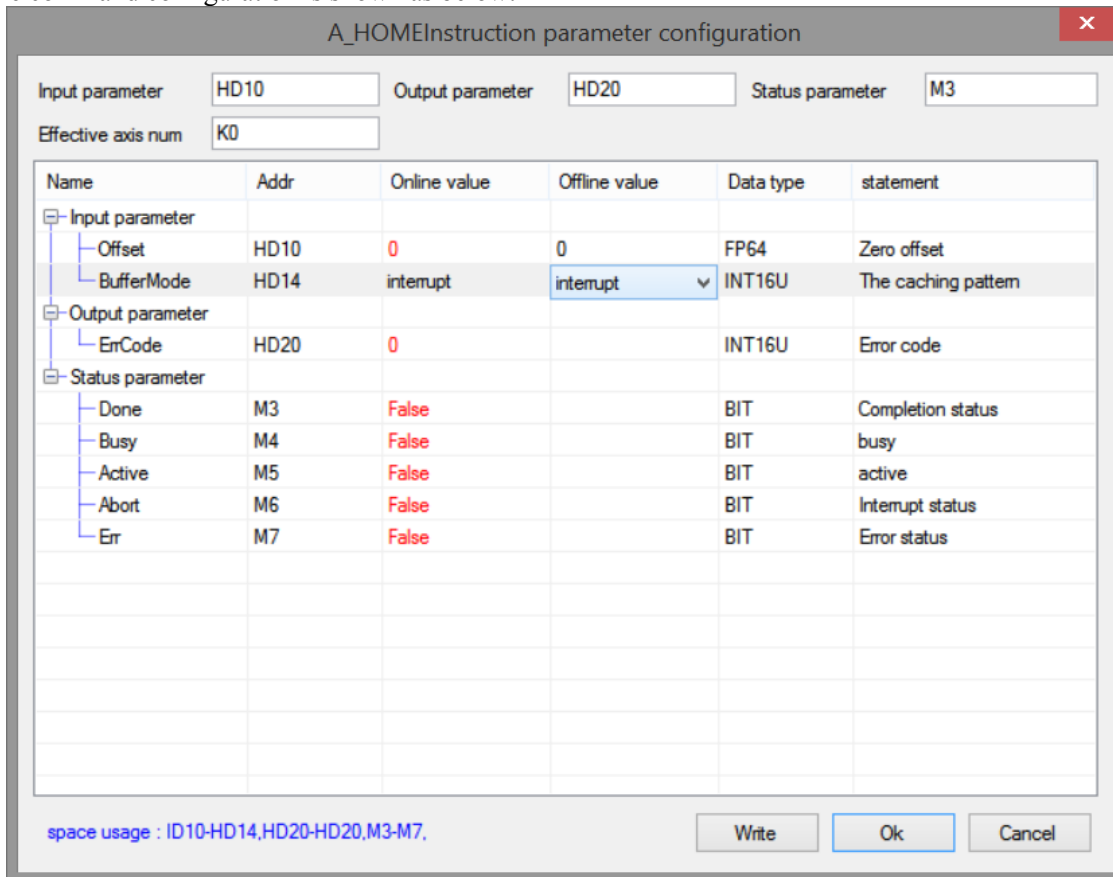 A_HOMEInstruction parameter configuration
Input parameter HD10 Output parameter HD20 Status parameter M3
Effective axis num K0
Name Addr Online value Offline value Data type statement
Input parameter
Offset HD10 0 0 FP64 Zero offset
BufferMode HD14 interrupt interrupt INT16U The caching pattern
Output parameter
ErrCode HD20 0 INT16U Error code
Status parameter
Done M3 False BIT Completion status
Busy M4 False BIT busy
Active M5 False BIT active
Abort M6 False BIT Interrupt status
Err M7 False BIT Error status
space usage : ID10-HD14,HD20-HD20,M3-M7, Write Ok Cancel